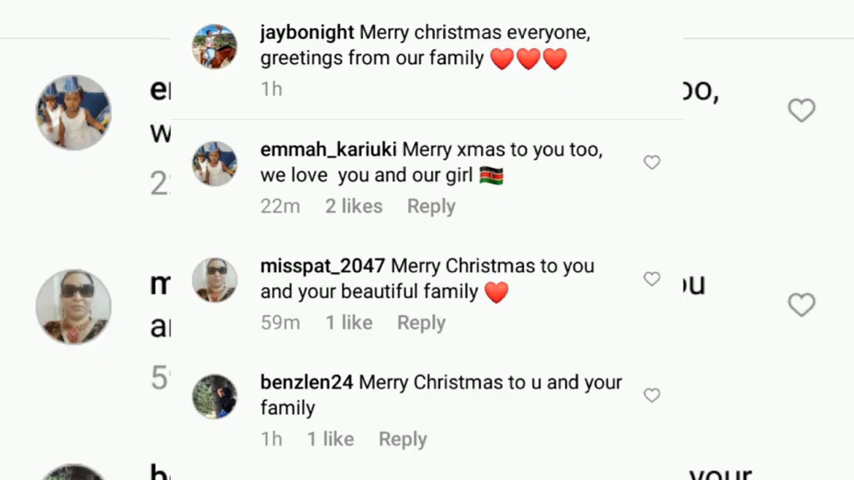 jaybonight Merry christmas everyone,
greetings from our family ❤️❤️❤️
1h
emmah_kariuki Merry xmas to you too,
we love you and our girl 🇰🇪
22m 2 likes Reply
misspat_2047 Merry Christmas to you
and your beautiful family ❤️
59m 1 like Reply
benzlen24 Merry Christmas to u and your
family
1h 1 like Reply